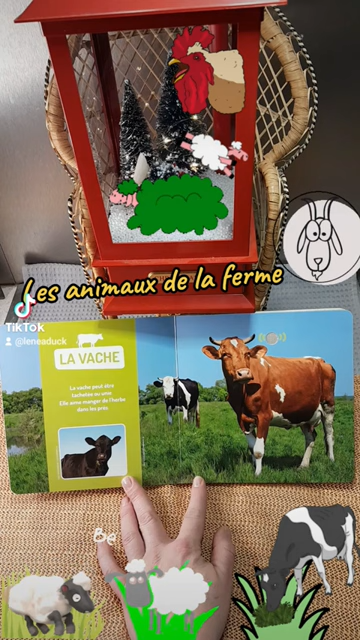 Les animaux de la ferme
TikTok
@leneaduck
LA VACHE
La vache peut être
tachetée ou unie.
Elle aime manger de l'herbe
dans les prés.
Be